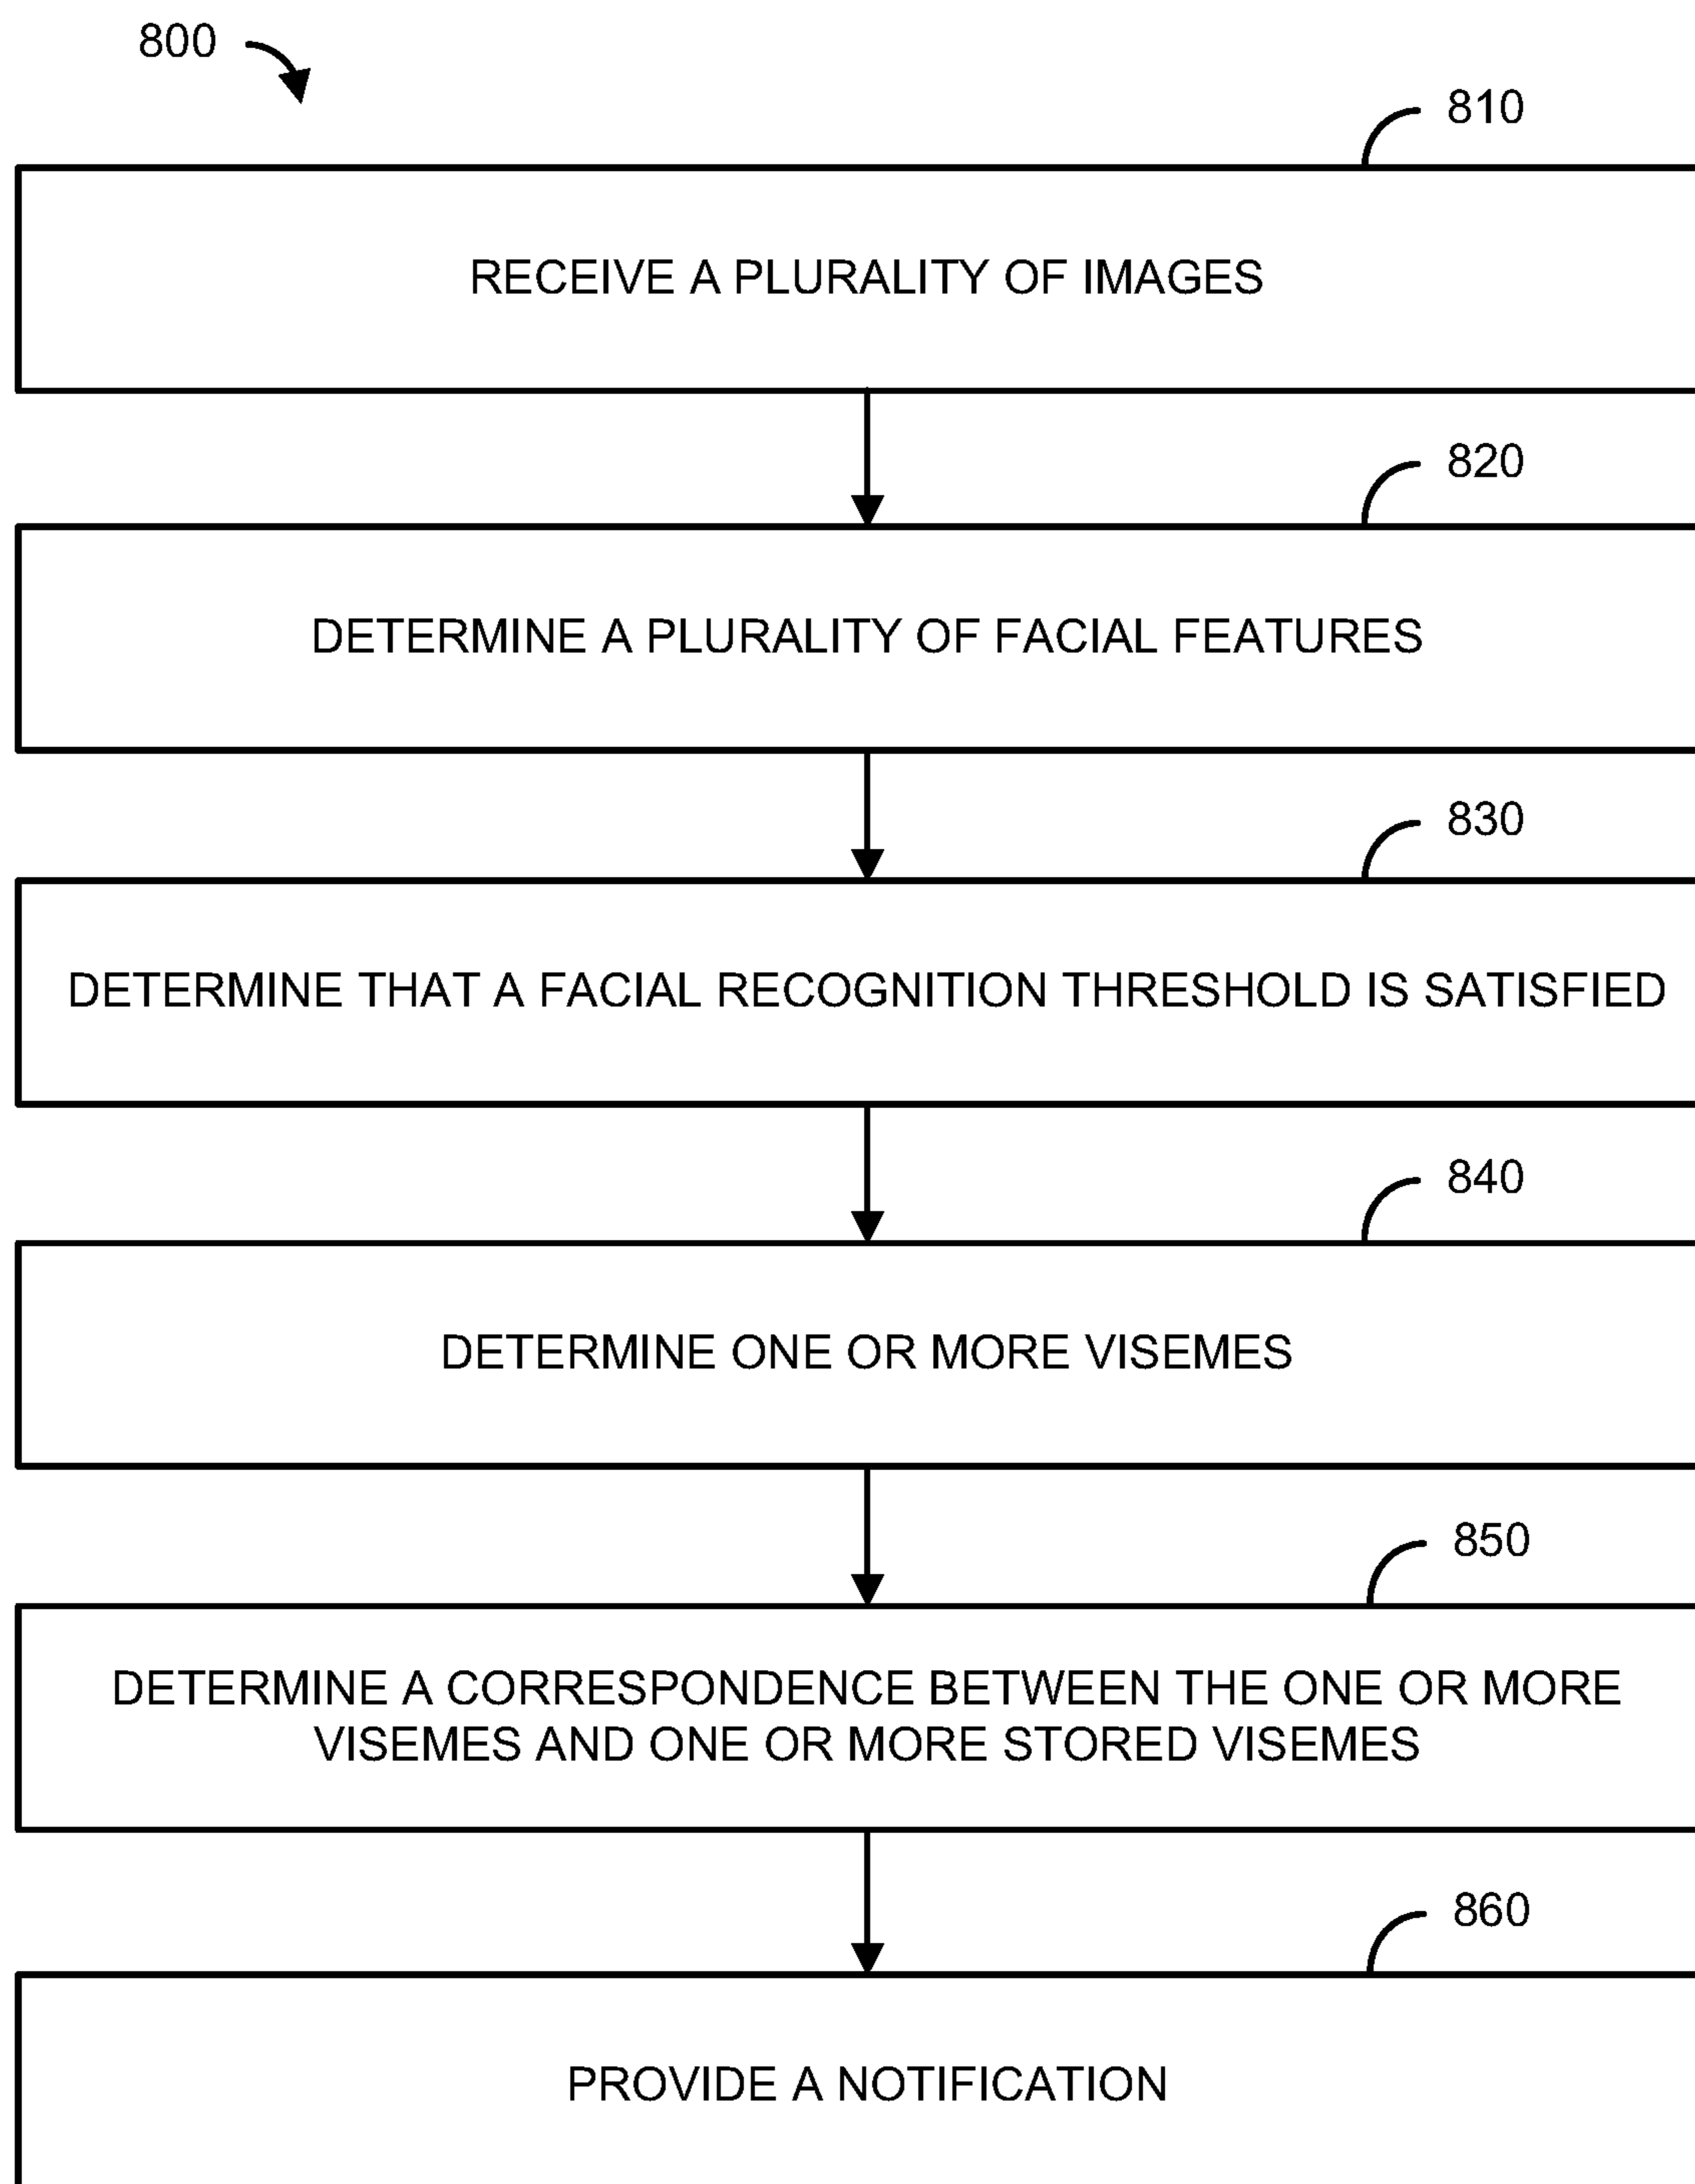 800
810
RECEIVE A PLURALITY OF IMAGES
820
DETERMINE A PLURALITY OF FACIAL FEATURES
830
DETERMINE THAT A FACIAL RECOGNITION THRESHOLD IS SATISFIED
840
DETERMINE ONE OR MORE VISEMES
850
DETERMINE A CORRESPONDENCE BETWEEN THE ONE OR MORE
VISEMES AND ONE OR MORE STORED VISEMES
860
PROVIDE A NOTIFICATION